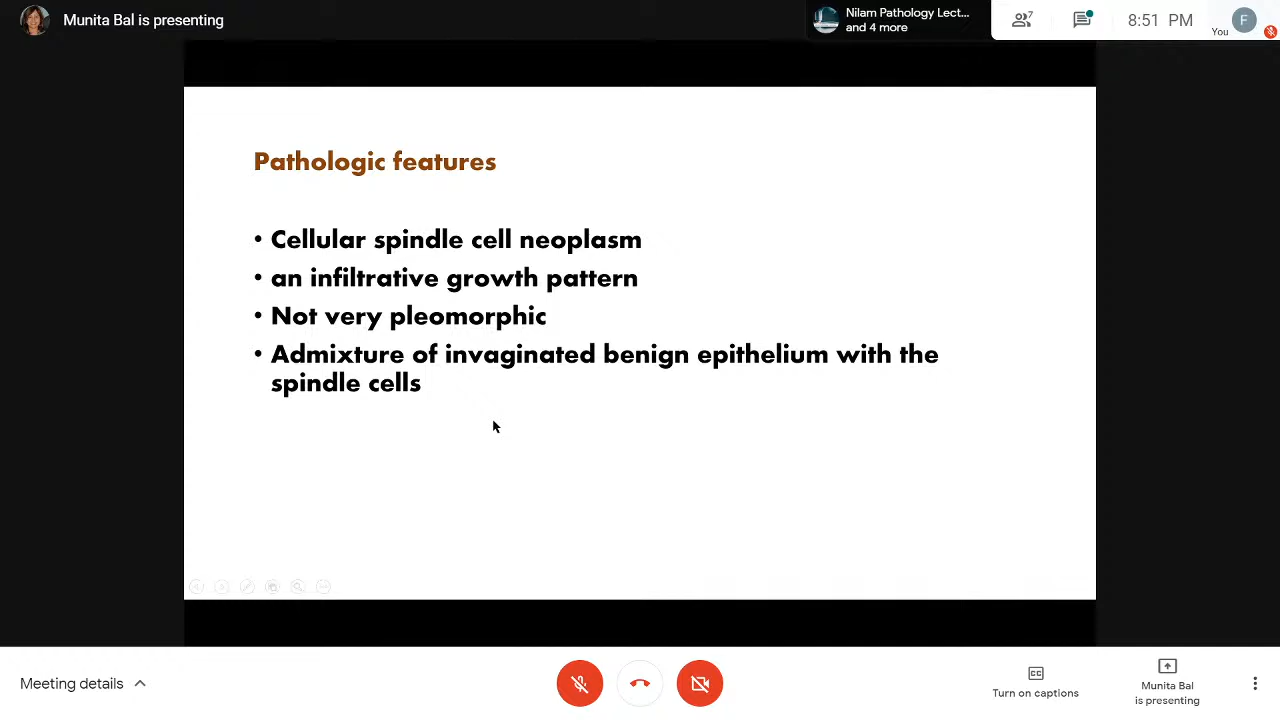 Munita Bal is presenting
Nilam Pathology Lect...
and 4 more
7
8:51 PM
You
F
Pathologic features
• Cellular spindle cell neoplasm
• an infiltrative growth pattern
• Not very pleomorphic
• Admixture of invaginated benign epithelium with the
spindle cells
Meeting details
CC
Turn on captions
Munita Bal
is presenting